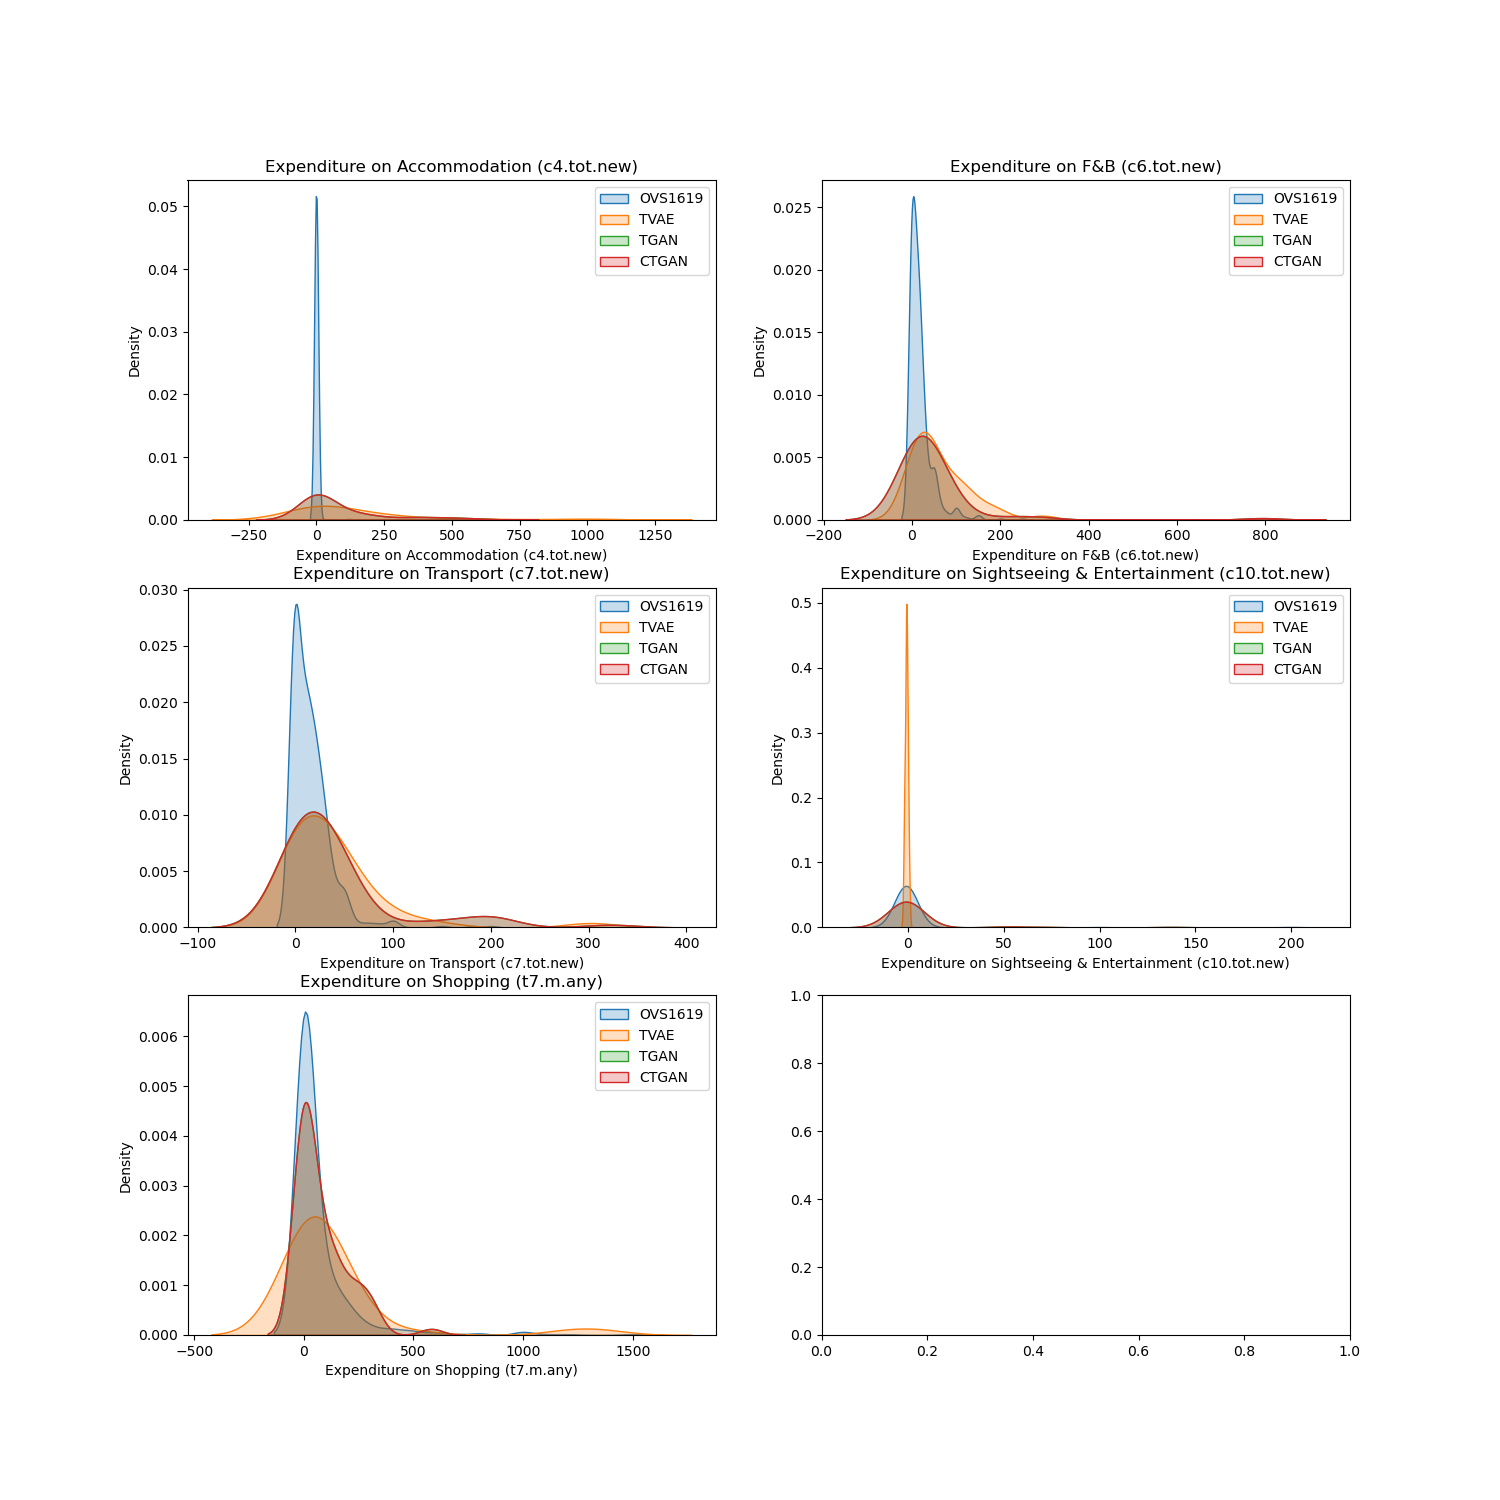 Expenditure on Accommodation (c4.tot.new)
Density
0.05
0.04
0.03
0.02
0.01
0.00
OVS1619
TVAE
TGAN
CTGAN
−250 0 250 500 750 1000 1250
Expenditure on Accommodation (c4.tot.new)
Expenditure on F&B (c6.tot.new)
Density
0.025
0.020
0.015
0.010
0.005
0.000
OVS1619
TVAE
TGAN
CTGAN
−200 0 200 400 600 800
Expenditure on F&B (c6.tot.new)
Expenditure on Transport (c7.tot.new)
Density
0.030
0.025
0.020
0.015
0.010
0.005
0.000
OVS1619
TVAE
TGAN
CTGAN
−100 0 100 200 300 400
Expenditure on Transport (c7.tot.new)
Expenditure on Sightseeing & Entertainment (c10.tot.new)
Density
0.5
0.4
0.3
0.2
0.1
0.0
OVS1619
TVAE
TGAN
CTGAN
0 50 100 150 200
Expenditure on Sightseeing & Entertainment (c10.tot.new)
Expenditure on Shopping (t7.m.any)
Density
0.006
0.005
0.004
0.003
0.002
0.001
0.000
OVS1619
TVAE
TGAN
CTGAN
−500 0 500 1000 1500
Expenditure on Shopping (t7.m.any)
1.0
0.8
0.6
0.4
0.2
0.0
0.0 0.2 0.4 0.6 0.8 1.0